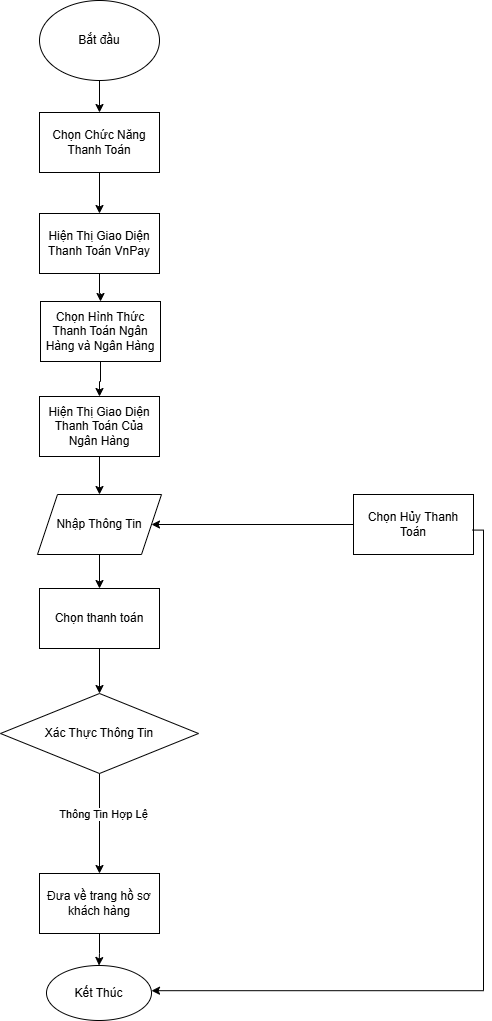 Bắt đầu
Chọn Chức Năng
Thanh Toán
Hiện Thị Giao Diện
Thanh Toán VnPay
Chọn Hình Thức
Thanh Toán Ngân
Hàng và Ngân Hàng
Hiện Thị Giao Diện
Thanh Toán Của
Ngân Hàng
Nhập Thông Tin
Chọn Hủy Thanh
Toán
Chọn thanh toán
Xác Thực Thông Tin
Thông Tin Hợp Lệ
Đưa về trang hồ sơ
khách hàng
Kết Thúc